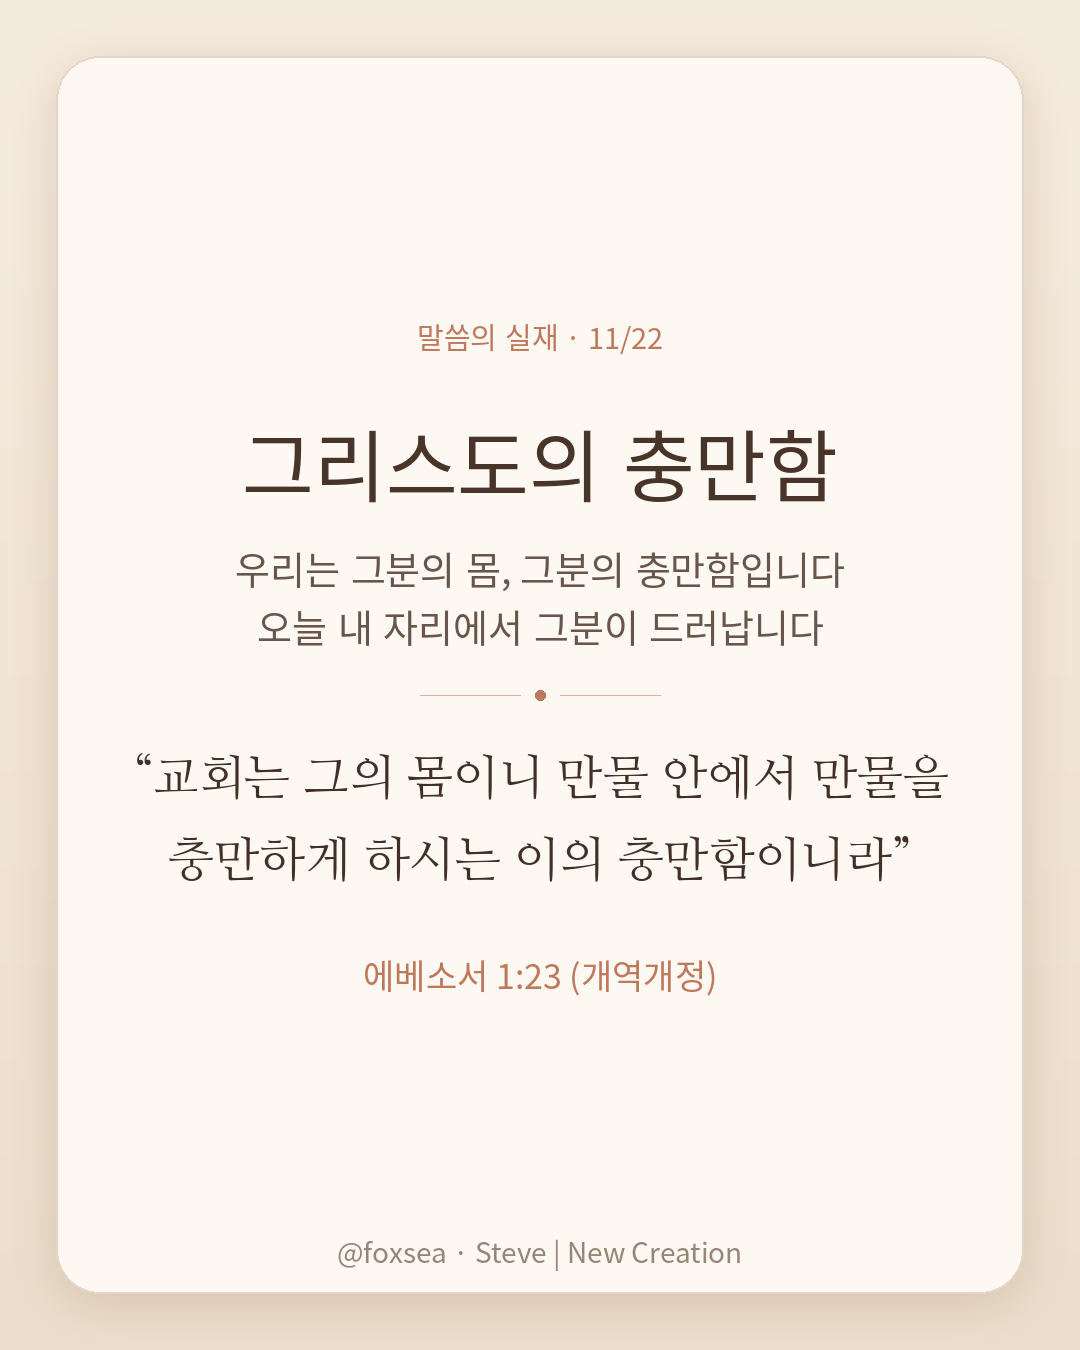 말씀의 실재 · 11/22
그리스도의 충만함
우리는 그분의 몸, 그분의 충만함입니다
오늘 내 자리에서 그분이 드러납니다
“교회는 그의 몸이니 만물 안에서 만물을
충만하게 하시는 이의 충만함이니라”
에베소서 1:23 (개역개정)
@foxsea · Steve | New Creation